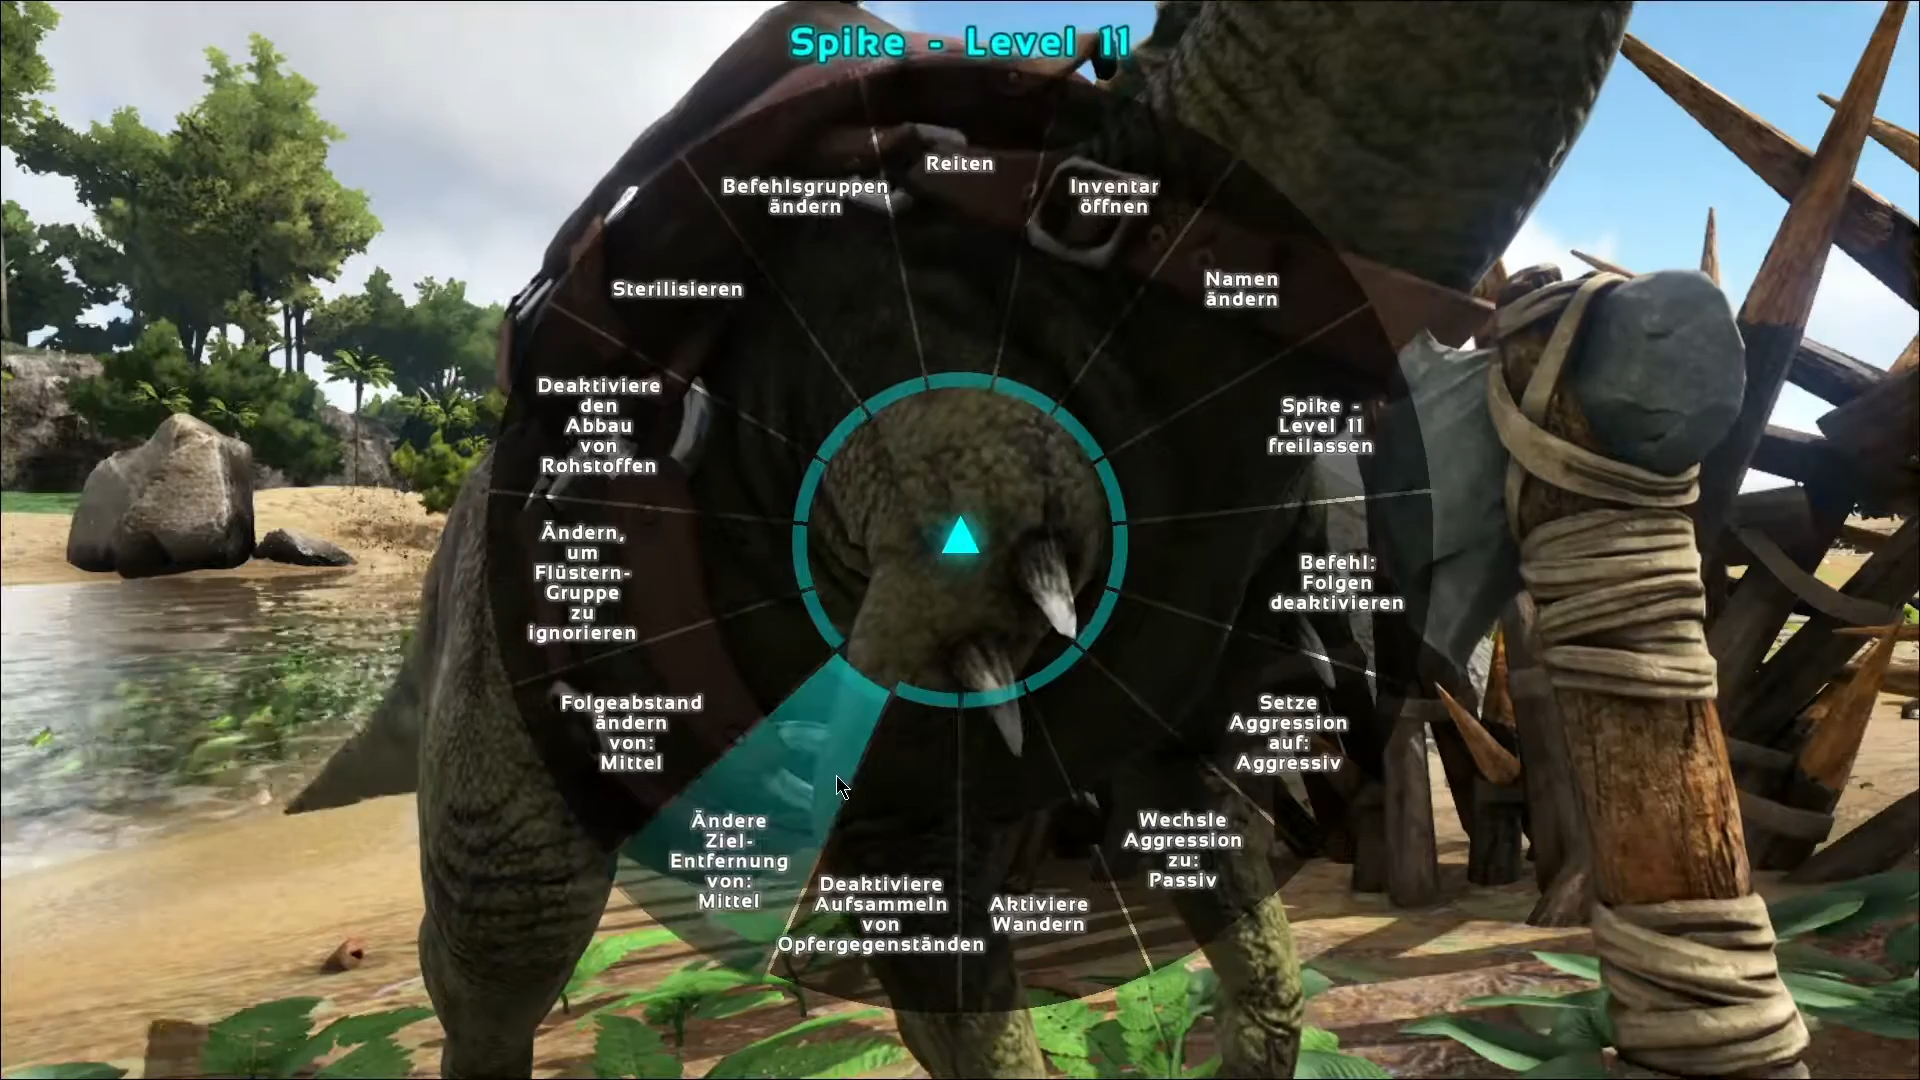 Spike - Level 11
Reiten
Inventar
öffnen
Namen
ändern
Spike -
Level 11
freilassen
Befehl:
Folgen
deaktivieren
Setze
Aggression
auf:
Aggressiv
Wechsle
Aggression
zu:
Passiv
Aktiviere
Wandern
Deaktiviere
Aufsammeln
von
Opfergegenständen
Ändere
Ziel-
Entfernung
von:
Mittel
Folgeabstand
ändern
von:
Mittel
Ändern,
um
Flüstern-
Gruppe
zu
ignorieren
Deaktiviere
den
Abbau
von
Rohstoffen
Sterilisieren
Befehlsgruppen
ändern